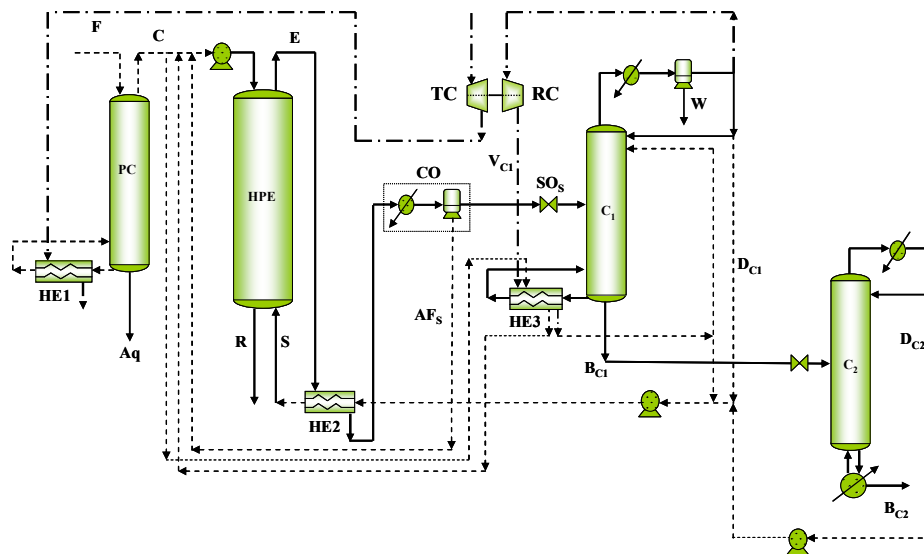 F
C
E
TC
RC
W
PC
HPE
V_C1
CO
SO_S
C_1
HE1
Aq
R
S
AF_S
HE3
B_C1
D_C1
D_C2
C_2
HE2
B_C2